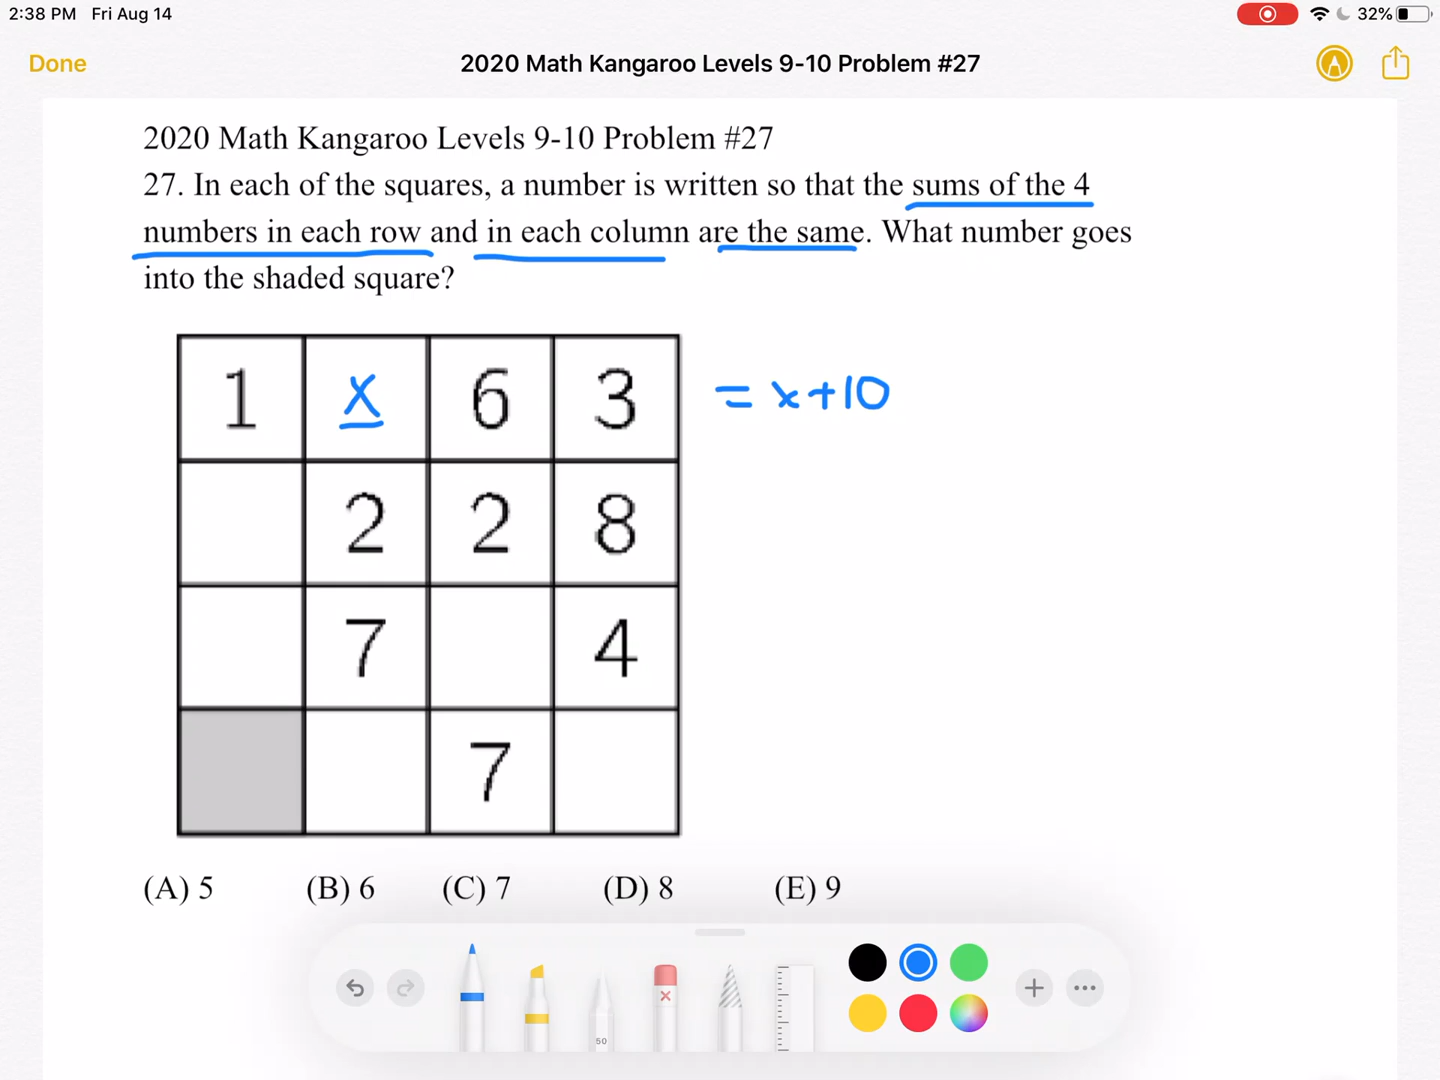 2:38 PM Fri Aug 14
32%
Done
2020 Math Kangaroo Levels 9-10 Problem #27
2020 Math Kangaroo Levels 9-10 Problem #27
27. In each of the squares, a number is written so that the sums of the 4
numbers in each row and in each column are the same. What number goes
into the shaded square?
1 x 6 3 = x+10
2 2 8
7 4
7
(A) 5 (B) 6 (C) 7 (D) 8 (E) 9
50